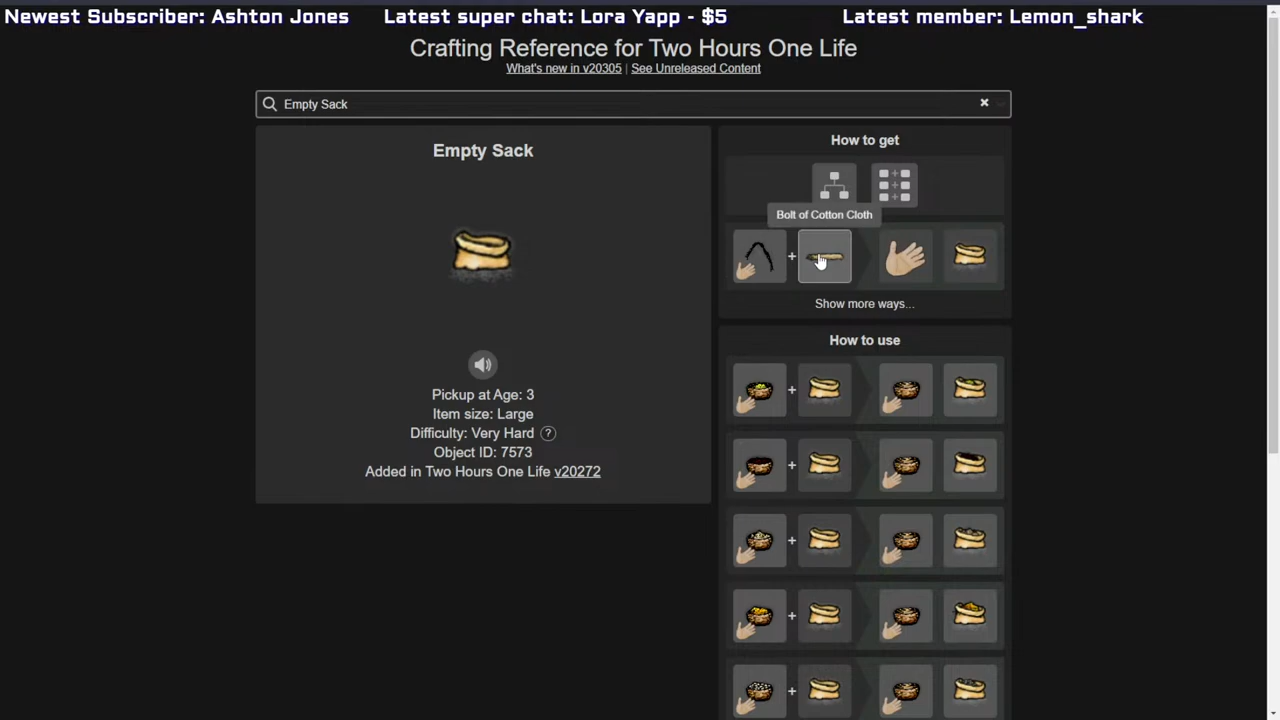 Newest Subscriber: Ashton Jones Latest super chat: Lora Yapp - $5 Latest member: Lemon_shark
Crafting Reference for Two Hours One Life
What's new in v20305 | See Unreleased Content
Empty Sack
Empty Sack
Pickup at Age: 3
Item size: Large
Difficulty: Very Hard ?
Object ID: 7573
Added in Two Hours One Life v20272
How to get
Bolt of Cotton Cloth
+
Show more ways...
How to use
+
+
+
+
+